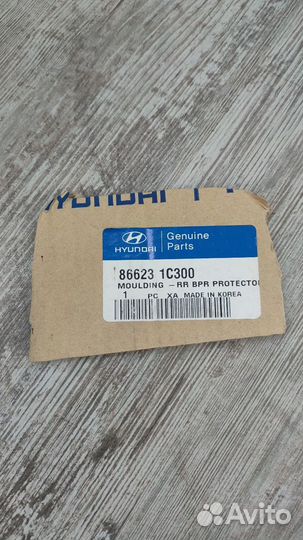 HYUNDAI
HYUNDAI
Genuine
Parts
86623 1C300
MOULDING -RR BPR PROTECTO
1 PC XA MADE IN KOREA
Avito